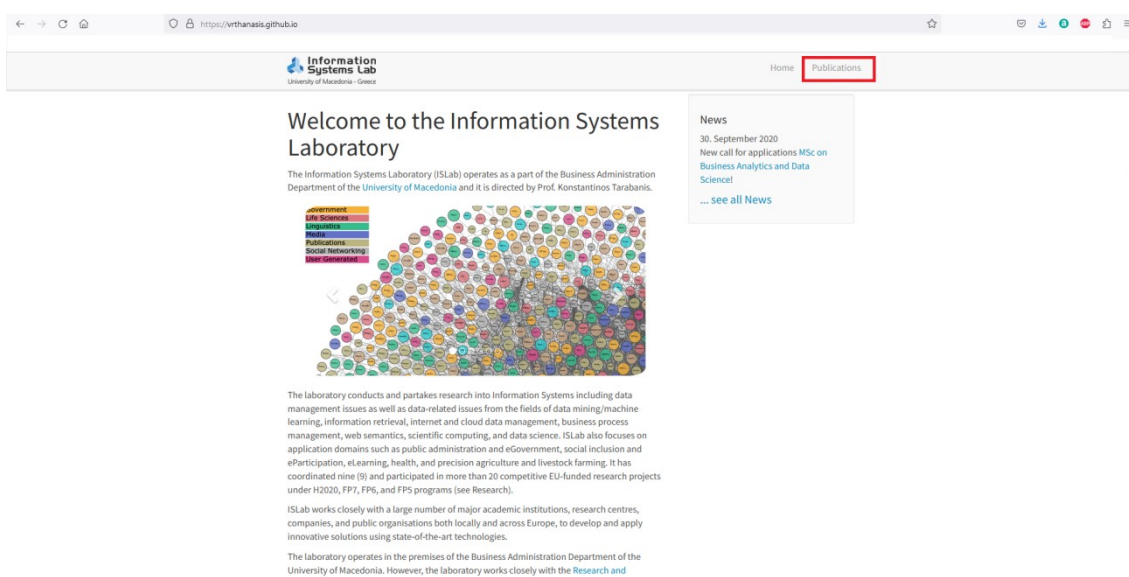 https://vrthanasis.github.io
Information
Systems Lab
University of Macedonia - Greece
Home
Publications
Welcome to the Information Systems
Laboratory
The Information Systems Laboratory (ISLab) operates as a part of the Business Administration
Department of the University of Macedonia and it is directed by Prof. Konstantinos Tarabanis.
Government
Life Sciences
Linguistics
Media
Publications
Social Networking
User Generated
The laboratory conducts and partakes research into Information Systems including data
management issues as well as data-related issues from the fields of data mining/machine
learning, information retrieval, internet and cloud data management, business process
management, web semantics, scientific computing, and data science. ISLab also focuses on
application domains such as public administration and eGovernment, social inclusion and
eParticipation, eLearning, health, and precision agriculture and livestock farming. It has
coordinated nine (9) and participated in more than 20 competitive EU-funded research projects
under H2020, FP7, FP6, and FP5 programs (see Research).
ISLab works closely with a large number of major academic institutions, research centres,
companies, and public organisations both locally and across Europe, to develop and apply
innovative solutions using state-of-the-art technologies.
The laboratory operates in the premises of the Business Administration Department of the
University of Macedonia. However, the laboratory works closely with the Research and
News
30. September 2020
New call for applications MSc on
Business Analytics and Data
Science!
... see all News